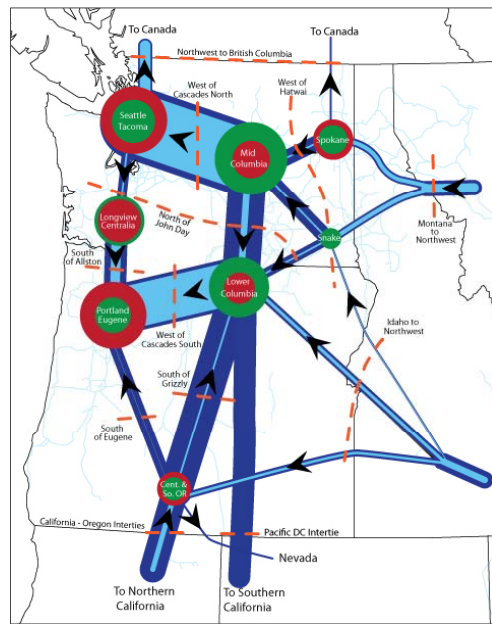 To Canada
To Canada
Northwest to British Columbia
West of
Cascades North
West of
Hatwai
Seattle
Tacoma
Mid
Columbia
Spokane
Montana
to
Northwest
Longview
Centralia
North of
John Day
Snake
South of
Allston
Lower
Columbia
Portland
Eugene
West of
Cascades South
Idaho to
Northwest
South of
Grizzly
South
of Eugene
Cent. &
So. OR
California - Oregon Interties
Pacific DC Intertie
Nevada
To Northern
California
To Southern
California